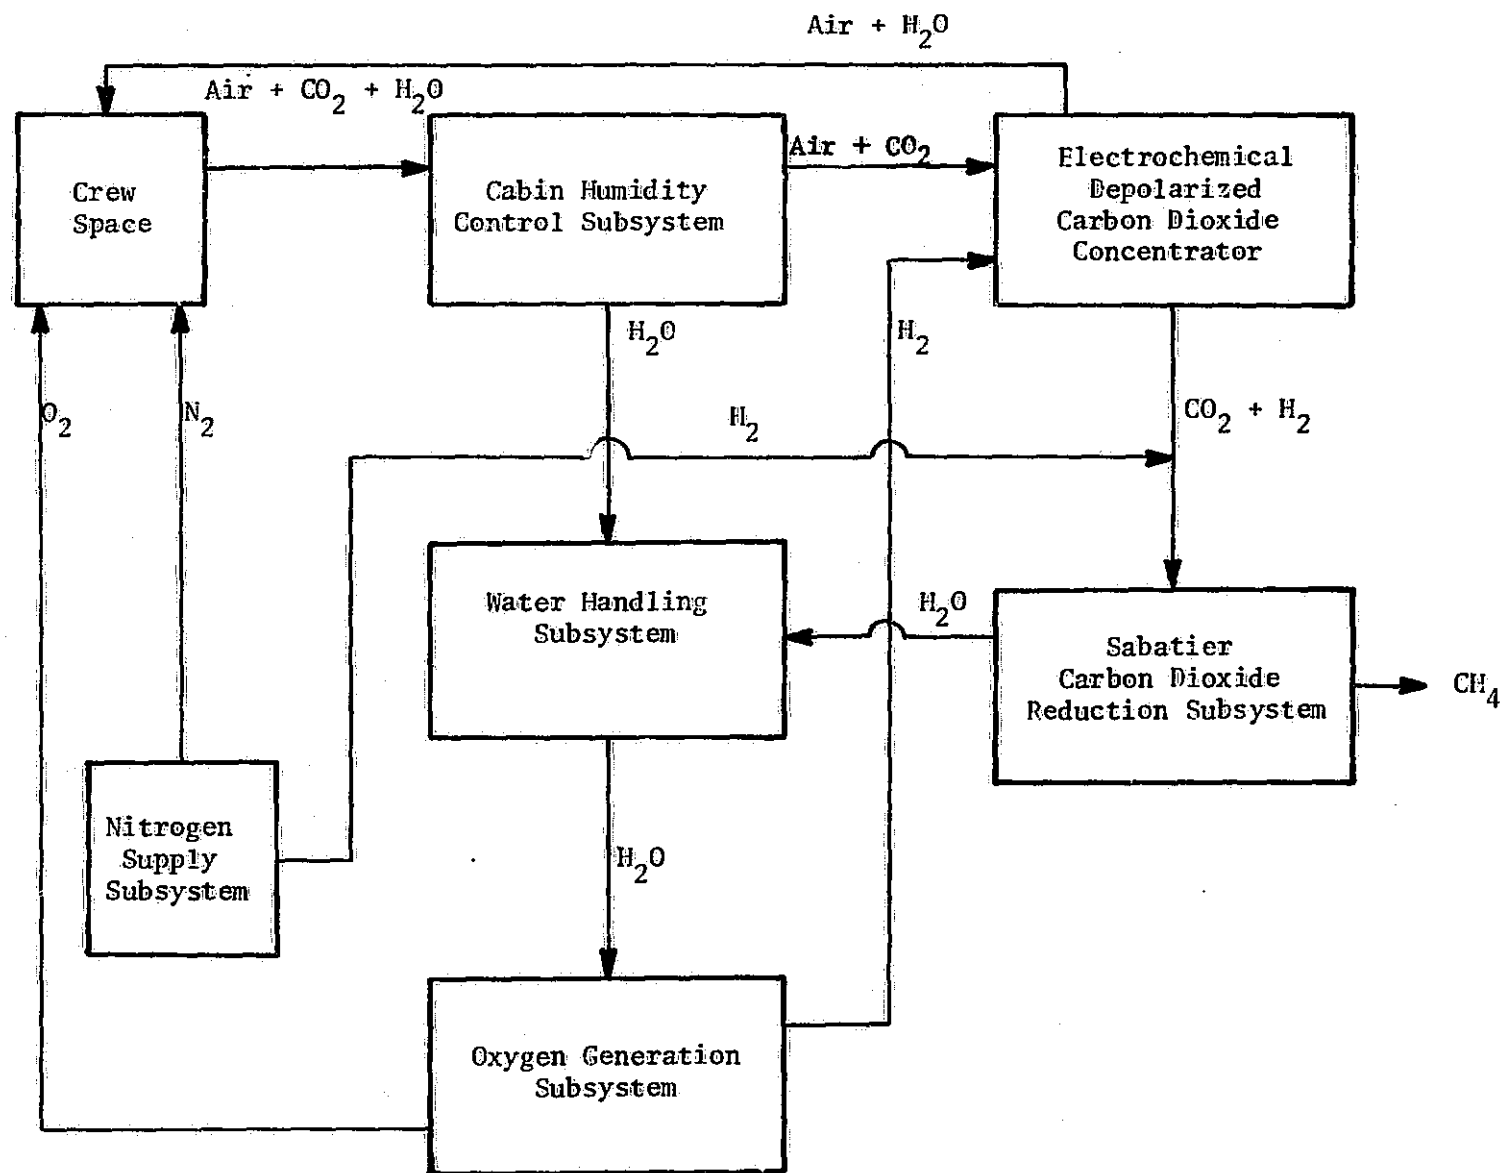 Air + H₂O
Air + CO₂ + H₂O
Crew
Space
Cabin Humidity
Control Subsystem
Air + CO₂
Electrochemical
Depolarized
Carbon Dioxide
Concentrator
H₂O
H₂
O₂
N₂
H₂
CO₂ + H₂
Water Handling
Subsystem
H₂O
Sabatier
Carbon Dioxide
Reduction Subsystem
CH₄
Nitrogen
Supply
Subsystem
H₂O
Oxygen Generation
Subsystem